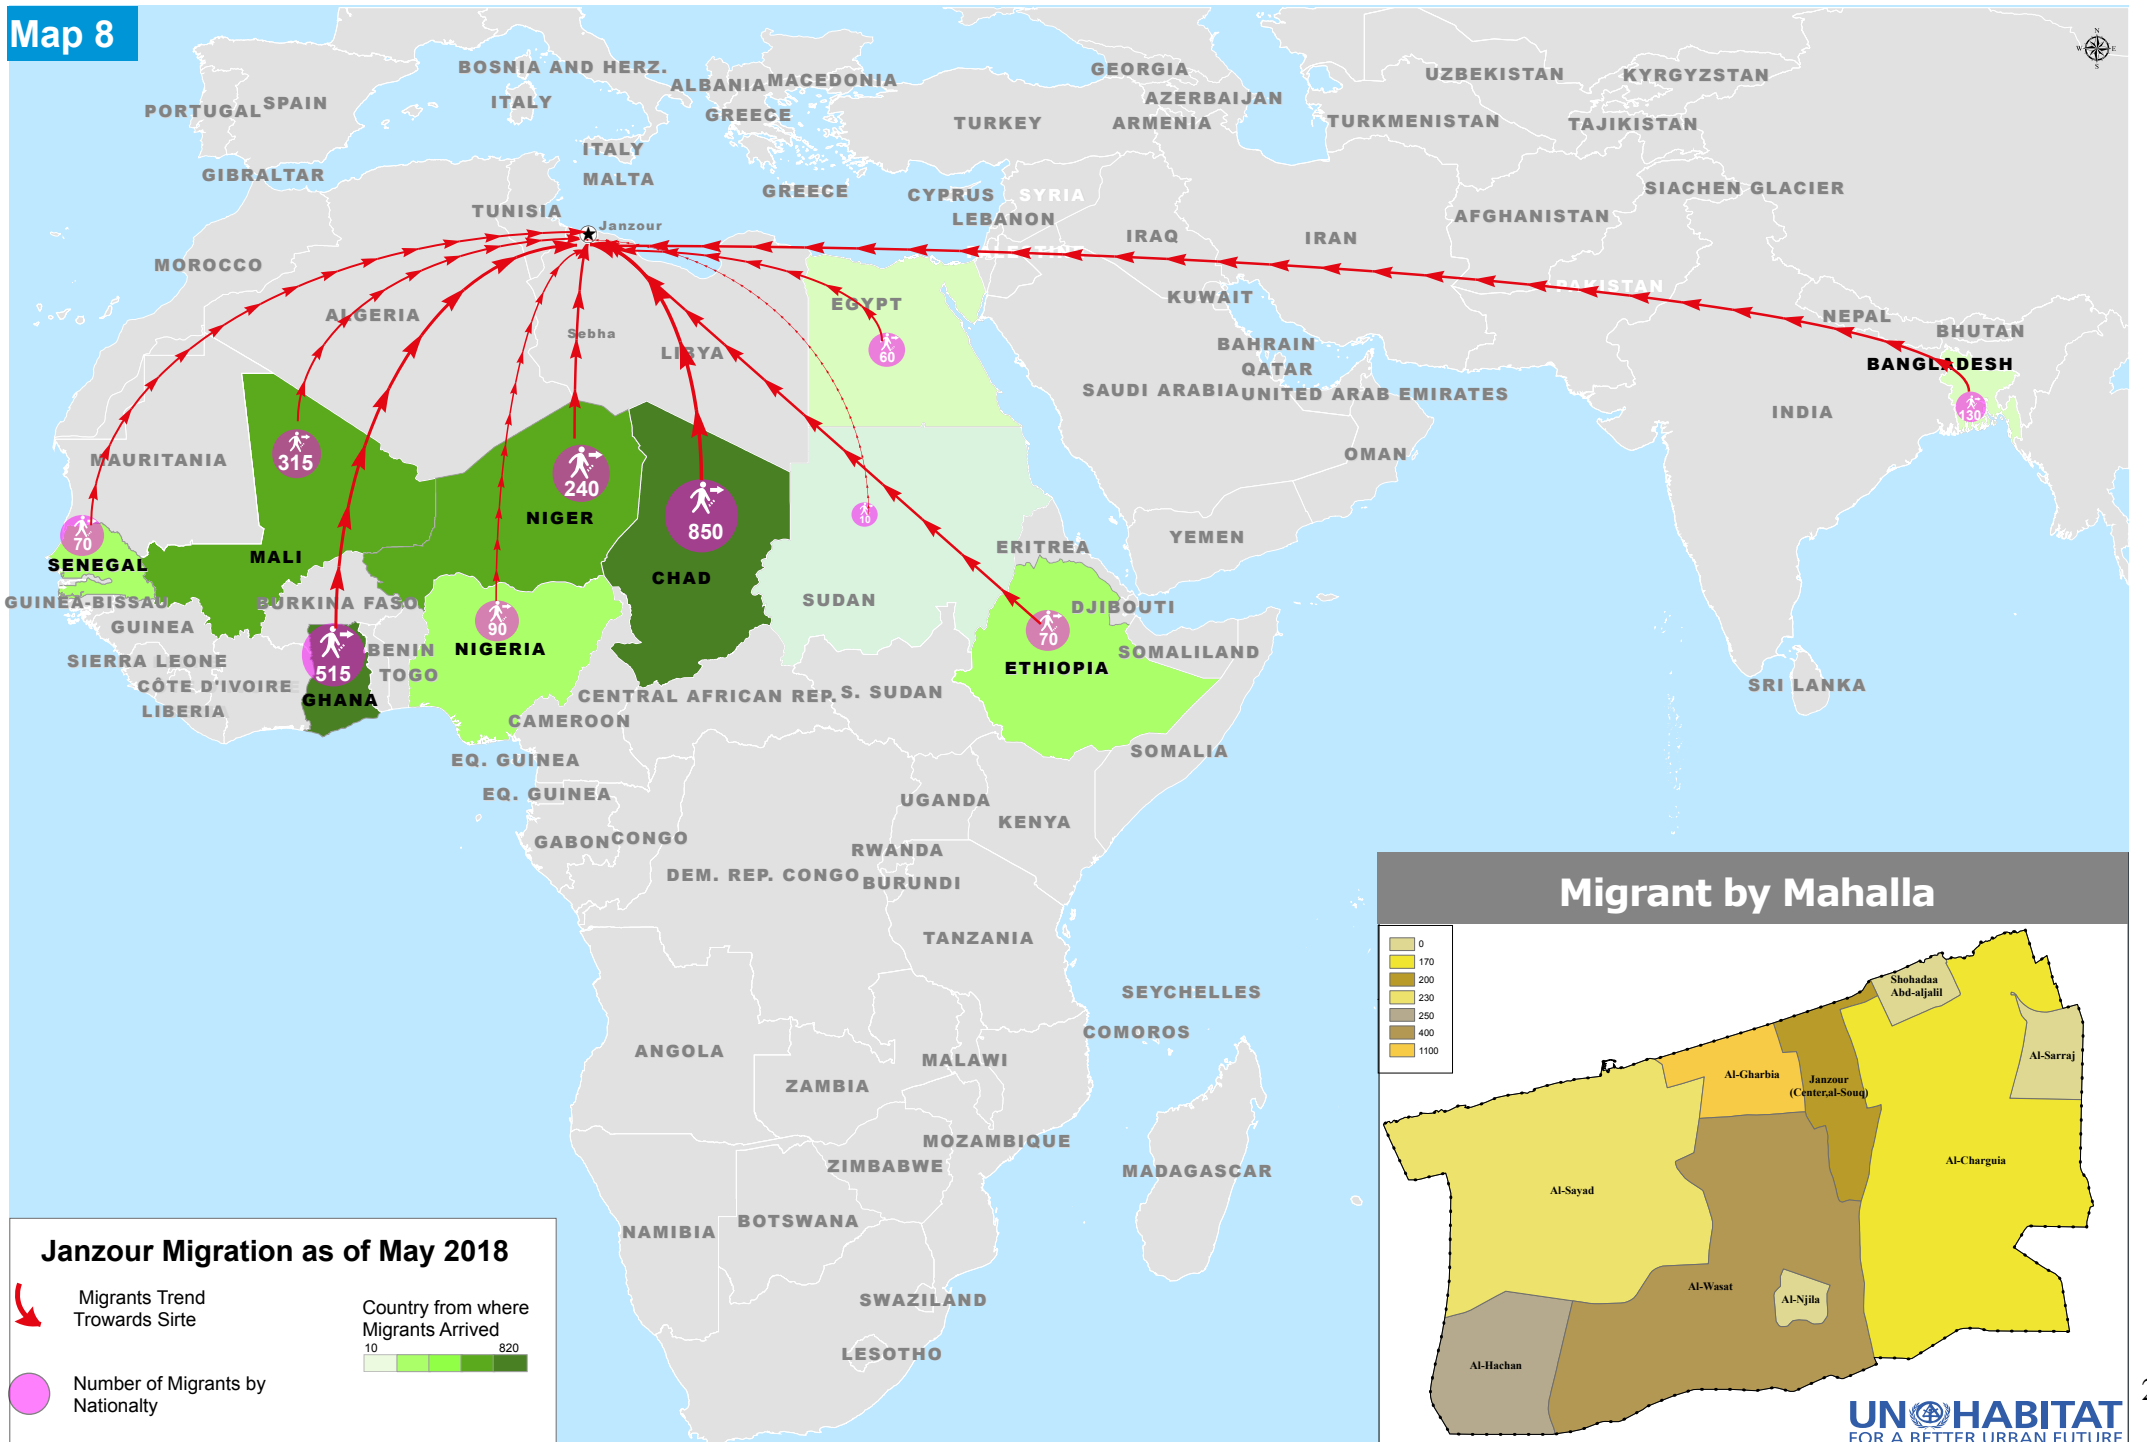 Map 8
N
W E
S
BOSNIA AND HERZ.
ALBANIA
MACEDONIA
GEORGIA
UZBEKISTAN
KYRGYZSTAN
PORTUGAL
SPAIN
ITALY
GREECE
AZERBAIJAN
TURKEY
ARMENIA
TURKMENISTAN
TAJIKISTAN
ITALY
GIBRALTAR
MALTA
GREECE
CYPRUS
SYRIA
SIACHEN GLACIER
TUNISIA
Janzour
LEBANON
AFGHANISTAN
IRAQ
IRAN
MOROCCO
PAKISTAN
KUWAIT
EGYPT
ALGERIA
Sebha
LIBYA
NEPAL
BHUTAN
BAHRAIN
QATAR
60
BANGLADESH
SAUDI ARABIA
UNITED ARAB EMIRATES
130
INDIA
MAURITANIA
315
OMAN
240
NIGER
850
10
70
SENEGAL
MALI
CHAD
ERITREA
YEMEN
GUINEA-BISSAU
BURKINA FASO
SUDAN
DJIBOUTI
GUINEA
90
70
NIGERIA
BENIN
SIERRA LEONE
515
TOGO
ETHIOPIA
SOMALILAND
CÔTE D'IVOIRE
GHANA
CENTRAL AFRICAN REP.
S. SUDAN
SRI LANKA
LIBERIA
CAMEROON
SOMALIA
EQ. GUINEA
EQ. GUINEA
UGANDA
KENYA
GABON
CONGO
RWANDA
DEM. REP. CONGO
BURUNDI
TANZANIA
SEYCHELLES
COMOROS
ANGOLA
MALAWI
ZAMBIA
MOZAMBIQUE
ZIMBABWE
MADAGASCAR
BOTSWANA
NAMIBIA
SWAZILAND
LESOTHO
Migrant by Mahalla
0
170
200
230
250
400
1100
Shohadaa
Abd-aljalil
Al-Sarraj
Al-Gharbia
Janzour
(Center,al-Souq)
Al-Charguia
Al-Sayad
Al-Wasat
Al-Njila
Al-Hachan
Janzour Migration as of May 2018
Migrants Trend
Trowards Sirte
Country from where
Migrants Arrived
10 820
Number of Migrants by
Nationalty
UN HABITAT
FOR A BETTER URBAN FUTURE